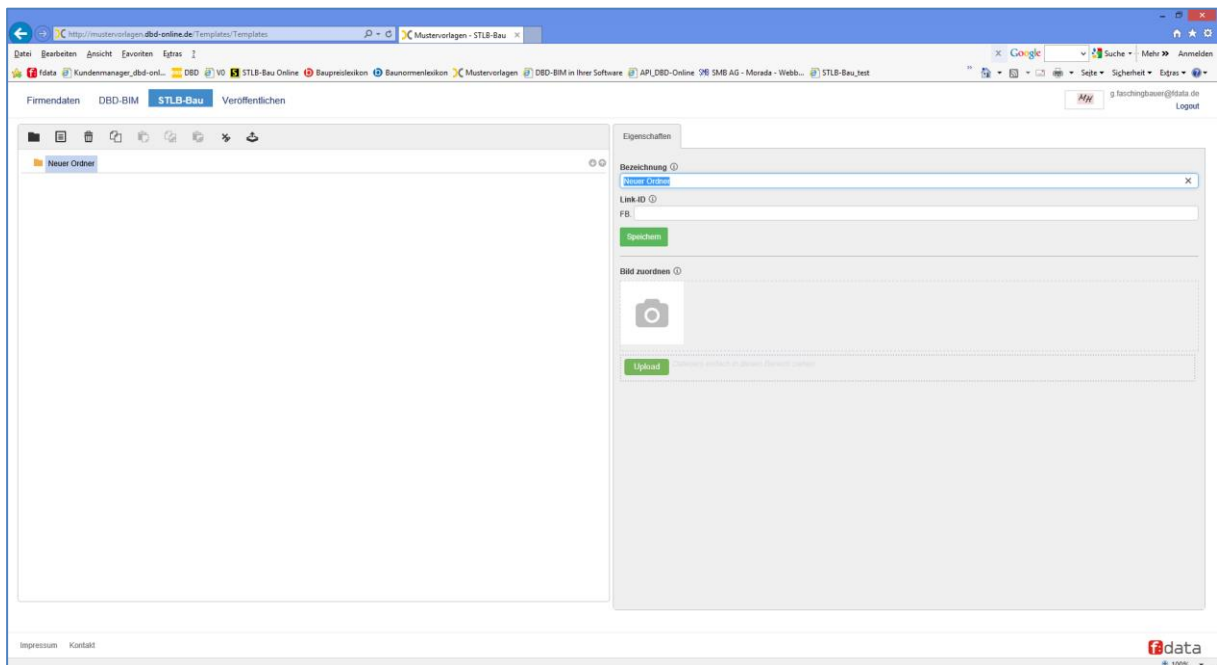 http://mustervorlagen.dbd-online.de/Templates/Templates
Mustervorlagen - STLB-Bau
Datei Bearbeiten Ansicht Favoriten Extras ?
x Google Suche Mehr » Anmelden
fdata Kundenmanager_dbd-onl... DBD V0 STLB-Bau Online Baupreislexikon Baunormenlexikon Mustervorlagen DBD-BIM in Ihrer Software API_DBD-Online SMB AG - Morada - Webb... STLB-Bau_test
Seite Sicherheit Extras
Firmendaten DBD-BIM STLB-Bau Veröffentlichen
MH
g.faschingbauer@fdata.de
Logout
Neuer Ordner
Eigenschaften
Bezeichnung
Neuer Ordner
Link-ID
FB.
Speichern
Bild zuordnen
Upload
Impressum Kontakt
fdata
100%